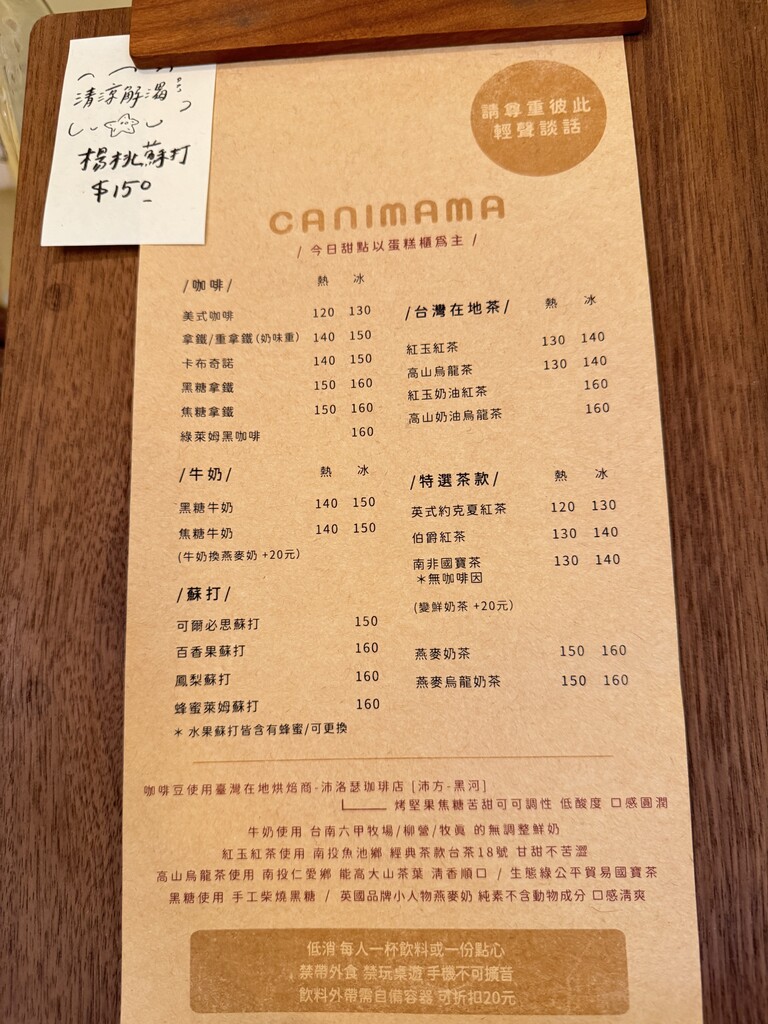 清涼解渴
楊桃蘇打
$150
請尊重彼此
輕聲談話
CANIMAMA
/ 今日甜點以蛋糕櫃為主 /
/咖啡/ 熱 冰
美式咖啡 120 130
拿鐵/重拿鐵(奶味重) 140 150
卡布奇諾 140 150
黑糖拿鐵 150 160
焦糖拿鐵 150 160
綠萊姆黑咖啡 160
/牛奶/ 熱 冰
黑糖牛奶 140 150
焦糖牛奶 140 150
(牛奶換燕麥奶 +20元)
/蘇打/
可爾必思蘇打 150
百香果蘇打 160
鳳梨蘇打 160
蜂蜜萊姆蘇打 160
＊水果蘇打皆含有蜂蜜/可更換
/台灣在地茶/ 熱 冰
紅玉紅茶 130 140
高山烏龍茶 130 140
紅玉奶油紅茶 160
高山奶油烏龍茶 160
/特選茶款/ 熱 冰
英式約克夏紅茶 120 130
伯爵紅茶 130 140
南非國寶茶 130 140
＊無咖啡因
(變鮮奶茶 +20元)
燕麥奶茶 150 160
燕麥烏龍奶茶 150 160
咖啡豆使用臺灣在地烘焙商-沛洛瑟珈琲店 [沛方-黑河]
烤堅果焦糖苦甜可可調性 低酸度 口感圓潤
牛奶使用 台南六甲牧場/柳營/牧真 的無調整鮮奶
紅玉紅茶使用 南投魚池鄉 經典茶款台茶18號 甘甜不苦澀
高山烏龍茶使用 南投仁愛鄉 能高大山茶葉 清香順口 / 生態綠公平貿易國寶茶
黑糖使用 手工柴燒黑糖 / 英國品牌小人物燕麥奶 純素不含動物成分 口感清爽
低消 每人一杯飲料或一份點心
禁帶外食 禁玩桌遊 手機不可擴音
飲料外帶需自備容器 可折扣20元